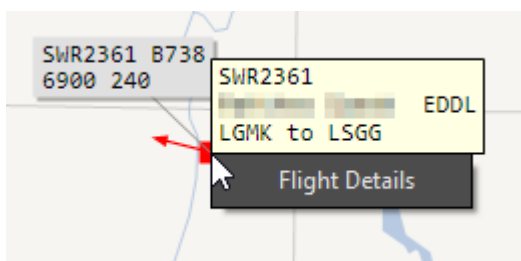 SWR2361 B738
6900 240
SWR2361
EDDL
LGMK to LSGG
Flight Details